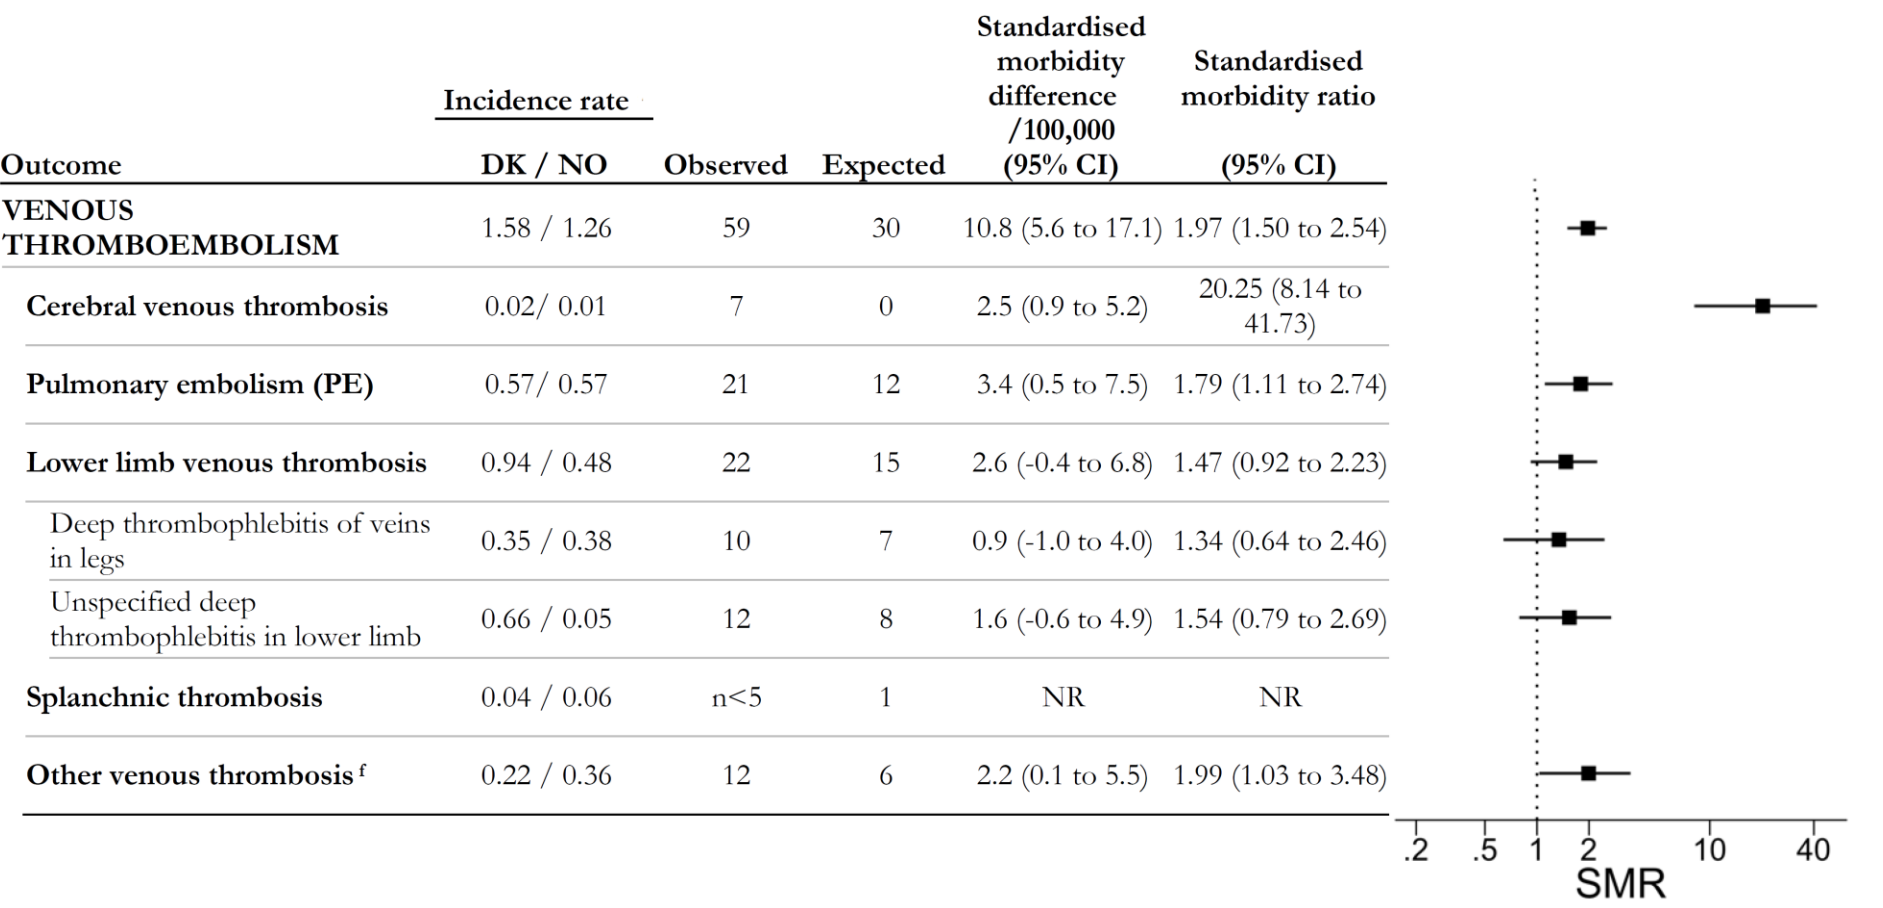 Standardised
morbidity
difference
/100,000
(95% CI)
Standardised
morbidity ratio
(95% CI)
Incidence rate
Outcome DK / NO Observed Expected
VENOUS
THROMBOEMBOLISM
1.58 / 1.26 59 30 10.8 (5.6 to 17.1) 1.97 (1.50 to 2.54)
Cerebral venous thrombosis 0.02/ 0.01 7 0 2.5 (0.9 to 5.2) 20.25 (8.14 to
41.73)
Pulmonary embolism (PE) 0.57/ 0.57 21 12 3.4 (0.5 to 7.5) 1.79 (1.11 to 2.74)
Lower limb venous thrombosis 0.94 / 0.48 22 15 2.6 (-0.4 to 6.8) 1.47 (0.92 to 2.23)
Deep thrombophlebitis of veins
in legs
0.35 / 0.38 10 7 0.9 (-1.0 to 4.0) 1.34 (0.64 to 2.46)
Unspecified deep
thrombophlebitis in lower limb
0.66 / 0.05 12 8 1.6 (-0.6 to 4.9) 1.54 (0.79 to 2.69)
Splanchnic thrombosis 0.04 / 0.06 n<5 1 NR NR
Other venous thrombosis f 0.22 / 0.36 12 6 2.2 (0.1 to 5.5) 1.99 (1.03 to 3.48)
.2 .5 1 2 10 40
SMR